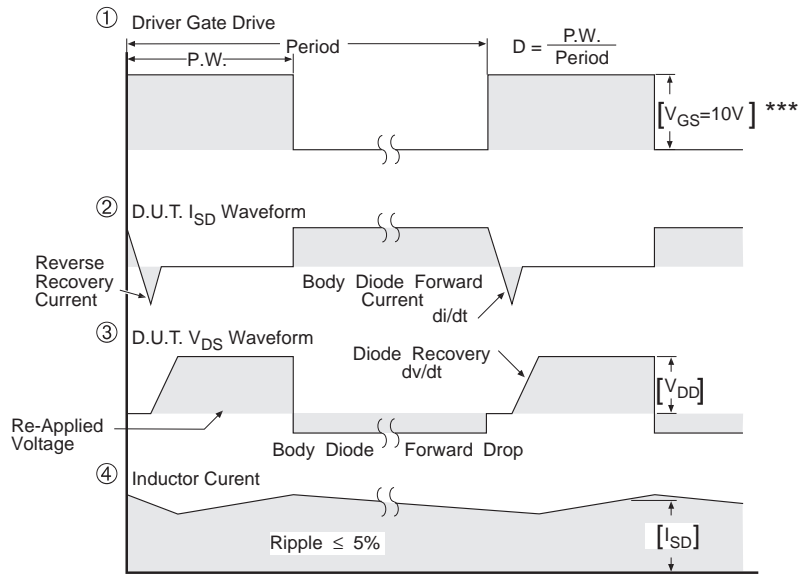 ① Driver Gate Drive
Period
P.W.
D = P.W. / Period
[VGS=10V] ***
② D.U.T. ISD Waveform
Reverse
Recovery
Current
Body Diode Forward
Current
di/dt
③ D.U.T. VDS Waveform
Diode Recovery
dv/dt
[VDD]
Re-Applied
Voltage
Body Diode Forward Drop
④ Inductor Curent
Ripple ≤ 5%
[ISD]